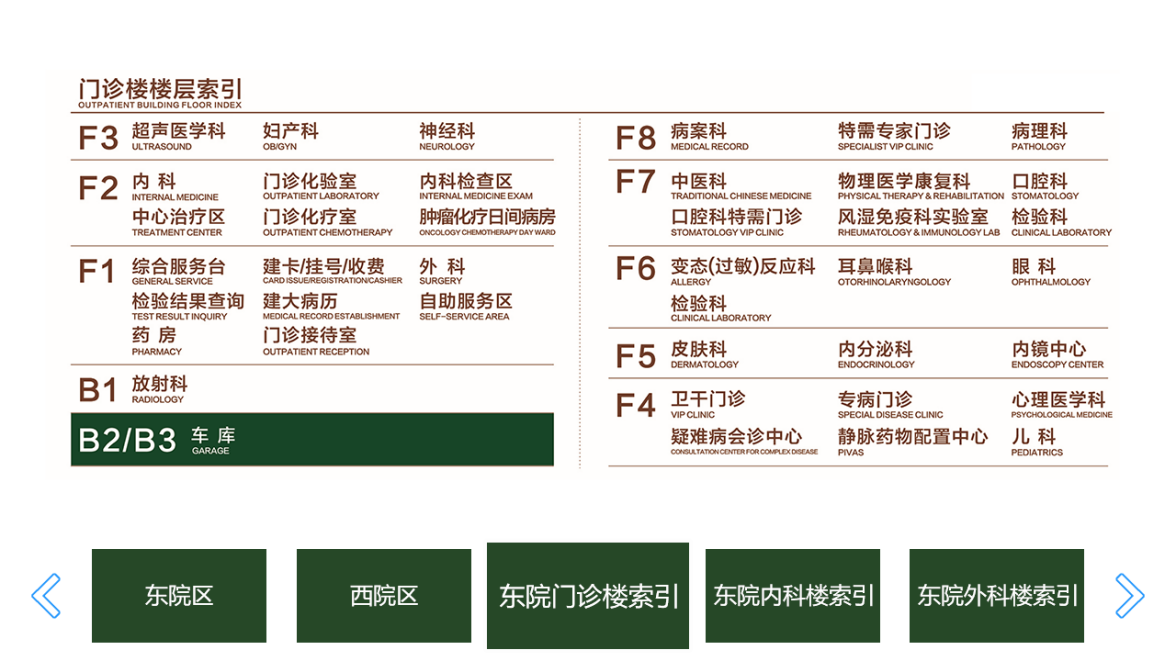 门诊楼楼层索引
OUTPATIENT BUILDING FLOOR INDEX
F3 超声医学科 妇产科 神经科
ULTRASOUND OB/GYN NEUROLOGY
F2 内 科 门诊化验室 内科检查区
INTERNAL MEDICINE OUTPATIENT LABORATORY INTERNAL MEDICINE EXAM
中心治疗区 门诊化疗室 肿瘤化疗日间病房
TREATMENT CENTER OUTPATIENT CHEMOTHERAPY ONCOLOGY CHEMOTHERAPY DAY WARD
F1 综合服务台 建卡/挂号/收费 外 科
GENERAL SERVICE CARD ISSUE/REGISTRATION/CASHIER SURGERY
检验结果查询 建大病历 自助服务区
TEST RESULT INQUIRY MEDICAL RECORD ESTABLISHMENT SELF-SERVICE AREA
药 房 门诊接待室
PHARMACY OUTPATIENT RECEPTION
B1 放射科
RADIOLOGY
B2/B3 车 库
GARAGE
F8 病案科 特需专家门诊 病理科
MEDICAL RECORD SPECIALIST VIP CLINIC PATHOLOGY
F7 中医科 物理医学康复科 口腔科
TRADITIONAL CHINESE MEDICINE PHYSICAL THERAPY & REHABILITATION STOMATOLOGY
口腔科特需门诊 风湿免疫科实验室 检验科
STOMATOLOGY VIP CLINIC RHEUMATOLOGY & IMMUNOLOGY LAB CLINICAL LABORATORY
F6 变态(过敏)反应科 耳鼻喉科 眼 科
ALLERGY OTORHINOLARYNGOLOGY OPHTHALMOLOGY
检验科
CLINICAL LABORATORY
F5 皮肤科 内分泌科 内镜中心
DERMATOLOGY ENDOCRINOLOGY ENDOSCOPY CENTER
F4 卫干门诊 专病门诊 心理医学科
VIP CLINIC SPECIAL DISEASE CLINIC PSYCHOLOGICAL MEDICINE
疑难病会诊中心 静脉药物配置中心 儿 科
CONSULTATION CENTER FOR COMPLEX DISEASE PIVAS PEDIATRICS
东院区 西院区 东院门诊楼索引 东院内科楼索引 东院外科楼索引